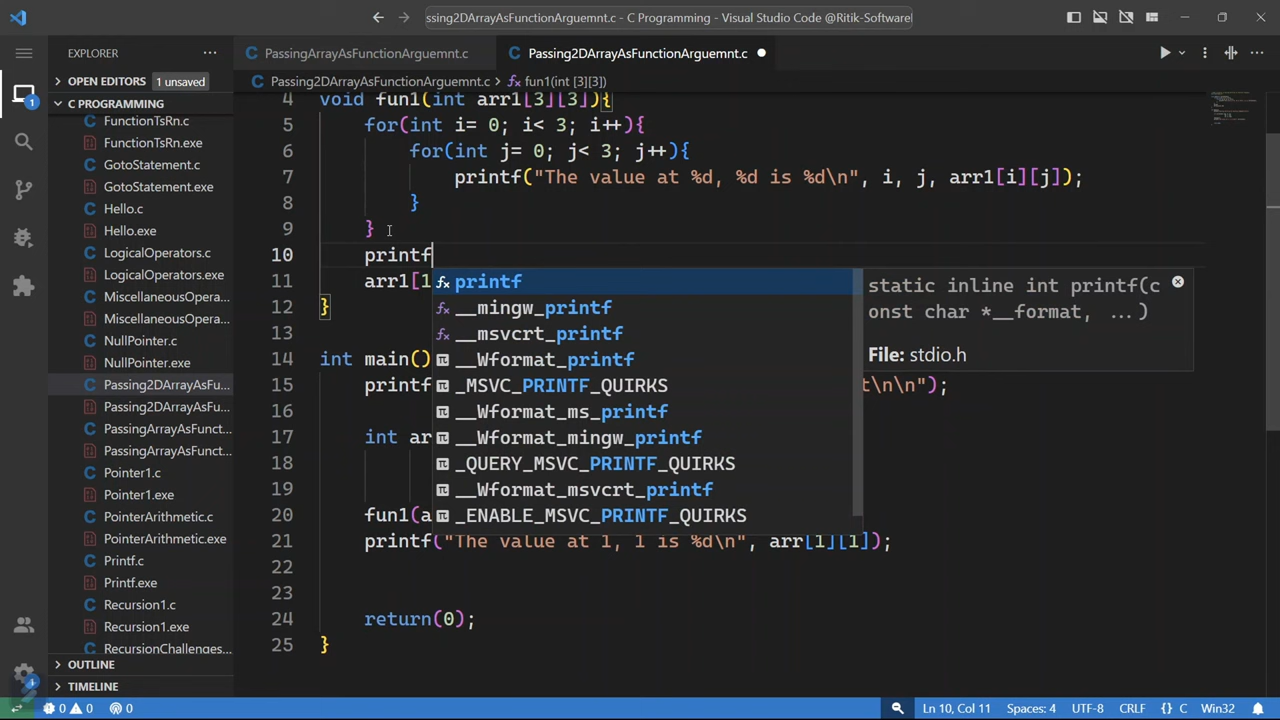 ssing2DArrayAsFunctionArguemnt.c - C Programming - Visual Studio Code @Ritik-Software
EXPLORER
PassingArrayAsFunctionArguemnt.c
Passing2DArrayAsFunctionArguemnt.c
OPEN EDITORS 1 unsaved
Passing2DArrayAsFunctionArguemnt.c > fun1(int [3][3])
C PROGRAMMING
FunctionTsRn.c
FunctionTsRn.exe
GotoStatement.c
GotoStatement.exe
Hello.c
Hello.exe
LogicalOperators.c
LogicalOperators.exe
MiscellaneousOpera...
MiscellaneousOpera...
NullPointer.c
NullPointer.exe
Passing2DArrayAsFu...
Passing2DArrayAsFu...
PassingArrayAsFunct...
PassingArrayAsFunct...
Pointer1.c
Pointer1.exe
PointerArithmetic.c
PointerArithmetic.exe
Printf.c
Printf.exe
Recursion1.c
Recursion1.exe
RecursionChallenges...
OUTLINE
TIMELINE
4 void fun1(int arr1[3][3]){
5 for(int i= 0; i< 3; i++){
6 for(int j= 0; j< 3; j++){
7 printf("The value at %d, %d is %d\n", i, j, arr1[i][j]);
8 }
9 }
10 printf
11 arr1[1
12 }
13
14 int main()
15 printf t\n\n");
16
17 int ar
18
19
20 fun1(a
21 printf("The value at 1, 1 is %d\n", arr[1][1]);
22
23
24 return(0);
25 }
printf
__mingw_printf
__msvcrt_printf
__Wformat_printf
_MSVC_PRINTF_QUIRKS
__Wformat_ms_printf
__Wformat_mingw_printf
_QUERY_MSVC_PRINTF_QUIRKS
__Wformat_msvcrt_printf
_ENABLE_MSVC_PRINTF_QUIRKS
static inline int printf(c
onst char *__format, ...)
File: stdio.h
0 0 0 Ln 10, Col 11 Spaces: 4 UTF-8 CRLF {} C Win32